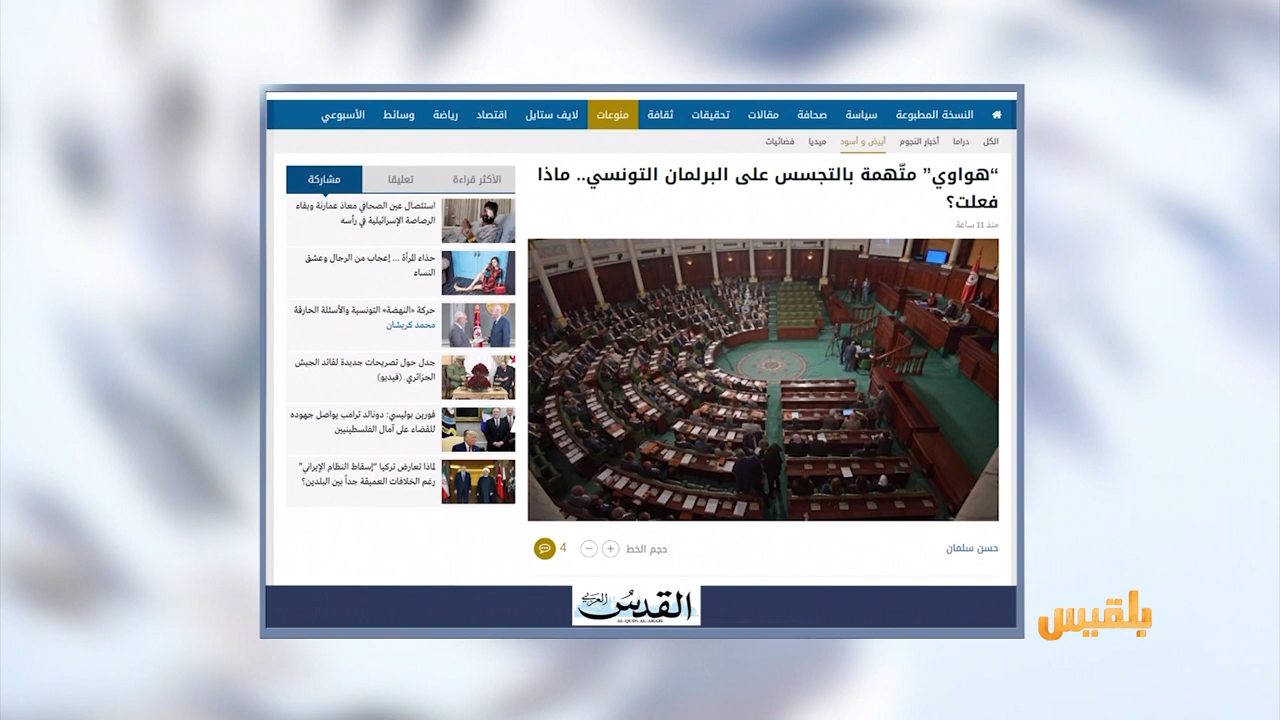 النسخة المطبوعة سياسة صحافة مقالات تحقيقات ثقافة منوعات لايف ستايل اقتصاد رياضة وسائط الأسبوعي
الكل دراما أخبار النجوم أبيض و أسود ميديا فضائيات
“هواوي” متّهمة بالتجسس على البرلمان التونسي.. ماذا
فعلت؟
منذ 11 ساعة
حسن سلمان
حجم الخط + − 4
الأكثر قراءة تعليقا مشاركة
استئصال عين الصحافي معاذ عمارنة وبقاء
الرصاصة الإسرائيلية في رأسه
حذاء المرأة ... إعجاب من الرجال وعشق
النساء
حركة «النهضة» التونسية والأسئلة الحارقة
محمد كريشان
جدل حول تصريحات جديدة لقائد الجيش
الجزائري. (فيديو)
فورين بوليسي: دونالد ترامب يواصل جهوده
للقضاء على آمال الفلسطينيين
لماذا تعارض تركيا “إسقاط النظام الإيراني”
رغم الخلافات العميقة جداً بين البلدين؟
القدس العربي
AL-QUDS AL-ARABI
بلقيس